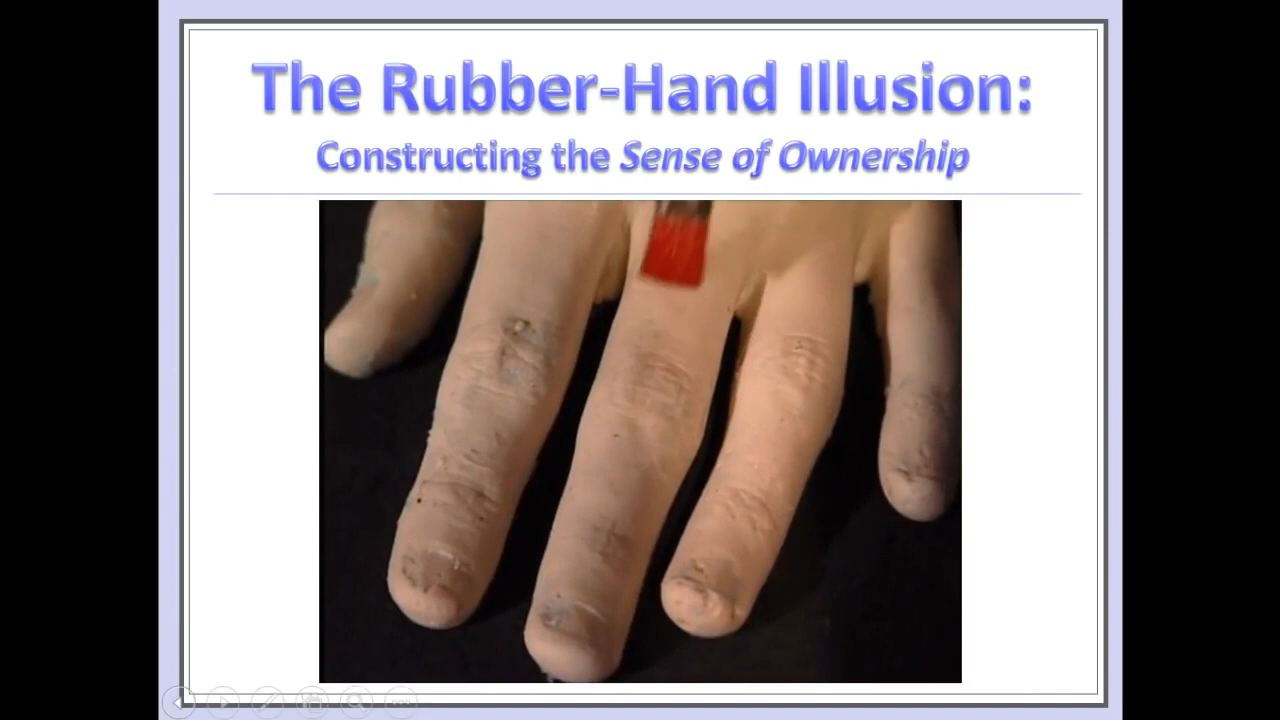 The Rubber-Hand Illusion:
Constructing the Sense of Ownership